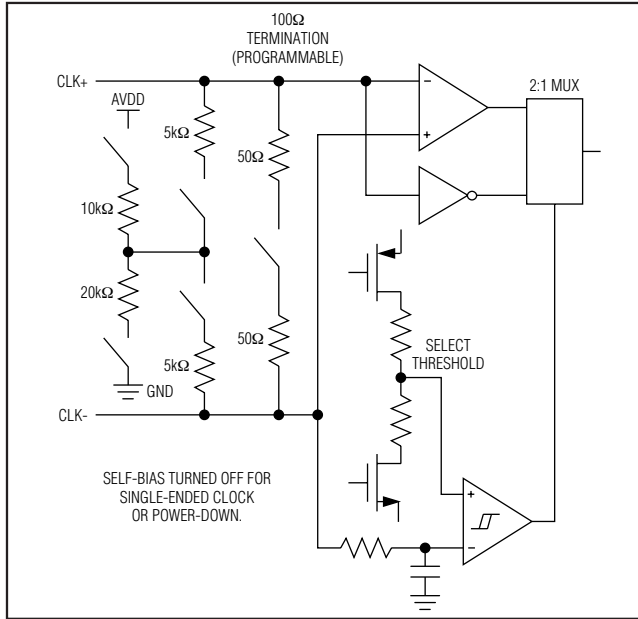 100Ω
TERMINATION
(PROGRAMMABLE)
CLK+
AVDD
2:1 MUX
5kΩ
50Ω
10kΩ
20kΩ
50Ω
SELECT
THRESHOLD
5kΩ
GND
CLK-
SELF-BIAS TURNED OFF FOR
SINGLE-ENDED CLOCK
OR POWER-DOWN.
−
+
+
−